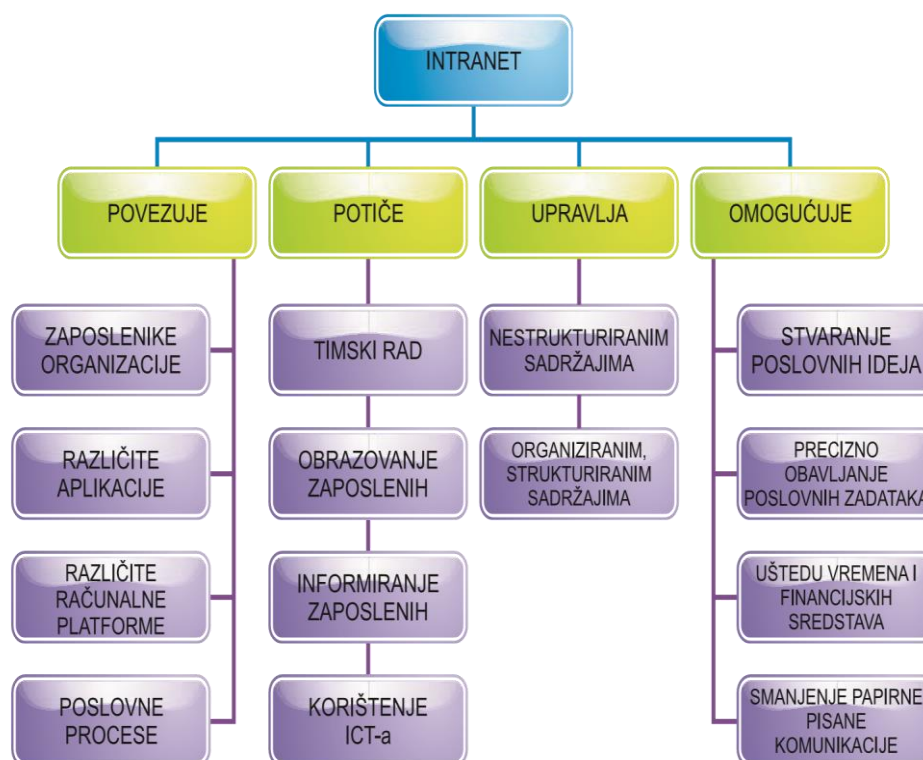 INTRANET
POVEZUJE
POTIČE
UPRAVLJA
OMOGUĆUJE
ZAPOSLENIKE
ORGANIZACIJE
TIMSKI RAD
NESTRUKTURIRANIM
SADRŽAJIMA
STVARANJE
POSLOVNIH IDEJA
RAZLIČITE
APLIKACIJE
OBRAZOVANJE
ZAPOSLENIH
ORGANIZIRANIM,
STRUKTURIRANIM
SADRŽAJIMA
PRECIZNO
OBAVLJANJE
POSLOVNIH ZADATAKA
RAZLIČITE
RAČUNALNE
PLATFORME
INFORMIRANJE
ZAPOSLENIH
UŠTEDU VREMENA I
FINANCIJSKIH
SREDSTAVA
POSLOVNE
PROCESE
KORIŠTENJE
ICT-a
SMANJENJE PAPIRNE
PISANE
KOMUNIKACIJE